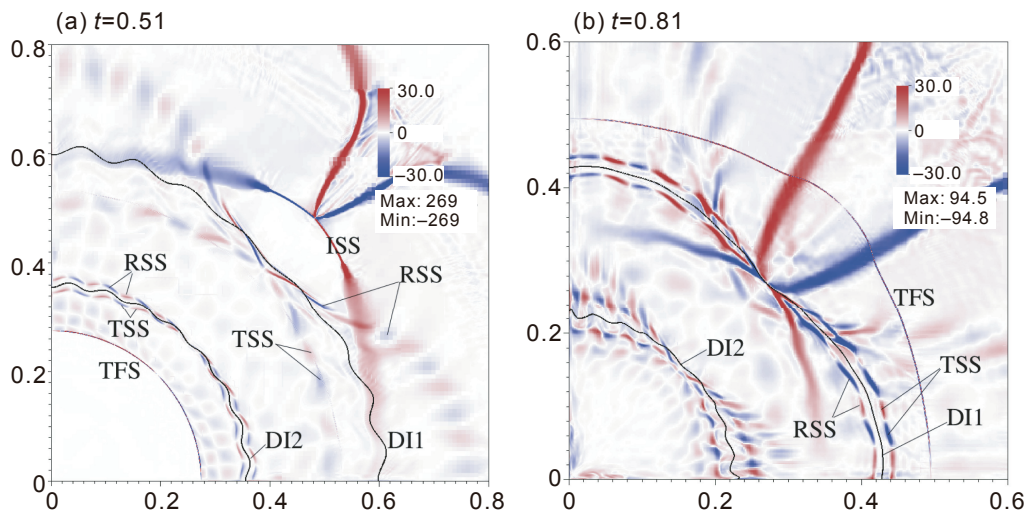 (a) t=0.51
0.8
0.6
0.4
0.2
0
0
0.2
0.4
0.6
0.8
30.0
0
–30.0
Max: 269
Min:–269
ISS
RSS
RSS
TSS
TSS
TFS
DI2
DI1
(b) t=0.81
0.6
0.4
0.2
0
0
0.2
0.4
0.6
30.0
0
–30.0
Max: 94.5
Min:–94.8
TFS
DI2
TSS
RSS
DI1